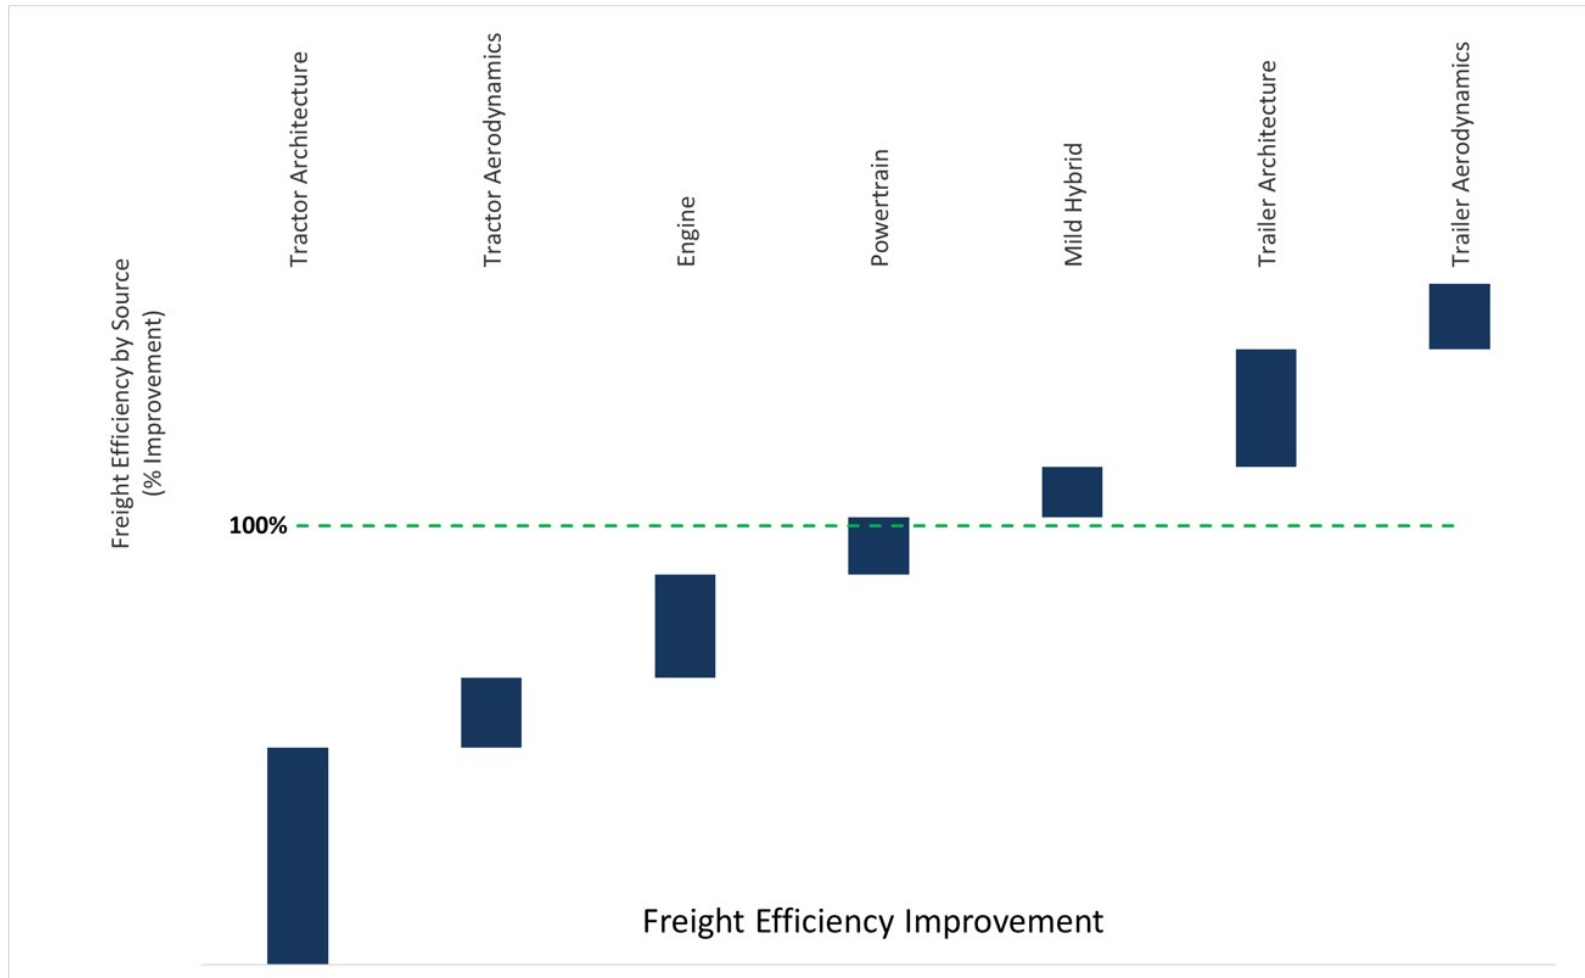 Tractor Architecture
Tractor Aerodynamics
Engine
Powertrain
Mild Hybrid
Trailer Architecture
Trailer Aerodynamics
Freight Efficiency by Source
(% Improvement)
100%
Freight Efficiency Improvement